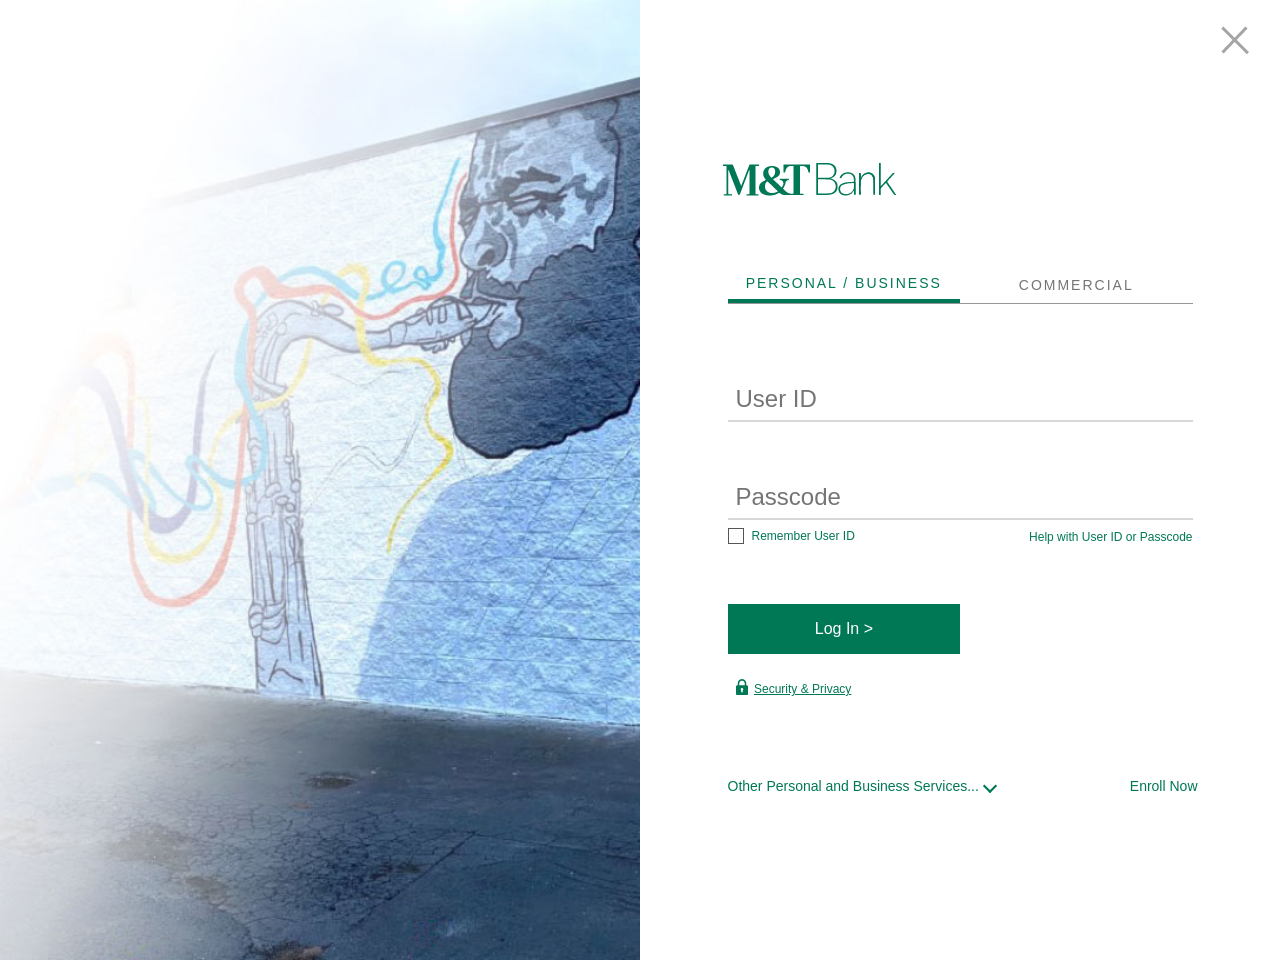 M&T Bank
PERSONAL / BUSINESS
COMMERCIAL
User ID
Passcode
Remember User ID
Help with User ID or Passcode
Log In >
Security & Privacy
Other Personal and Business Services...
Enroll Now